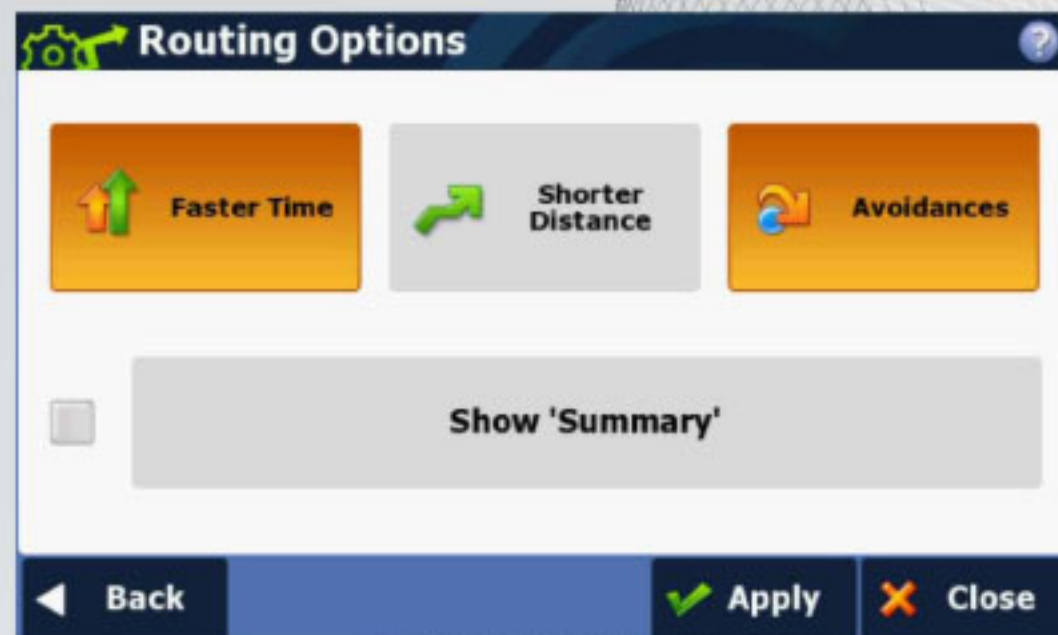 Routing Options
?
Faster Time
Shorter
Distance
Avoidances
Show 'Summary'
Back
Apply
Close